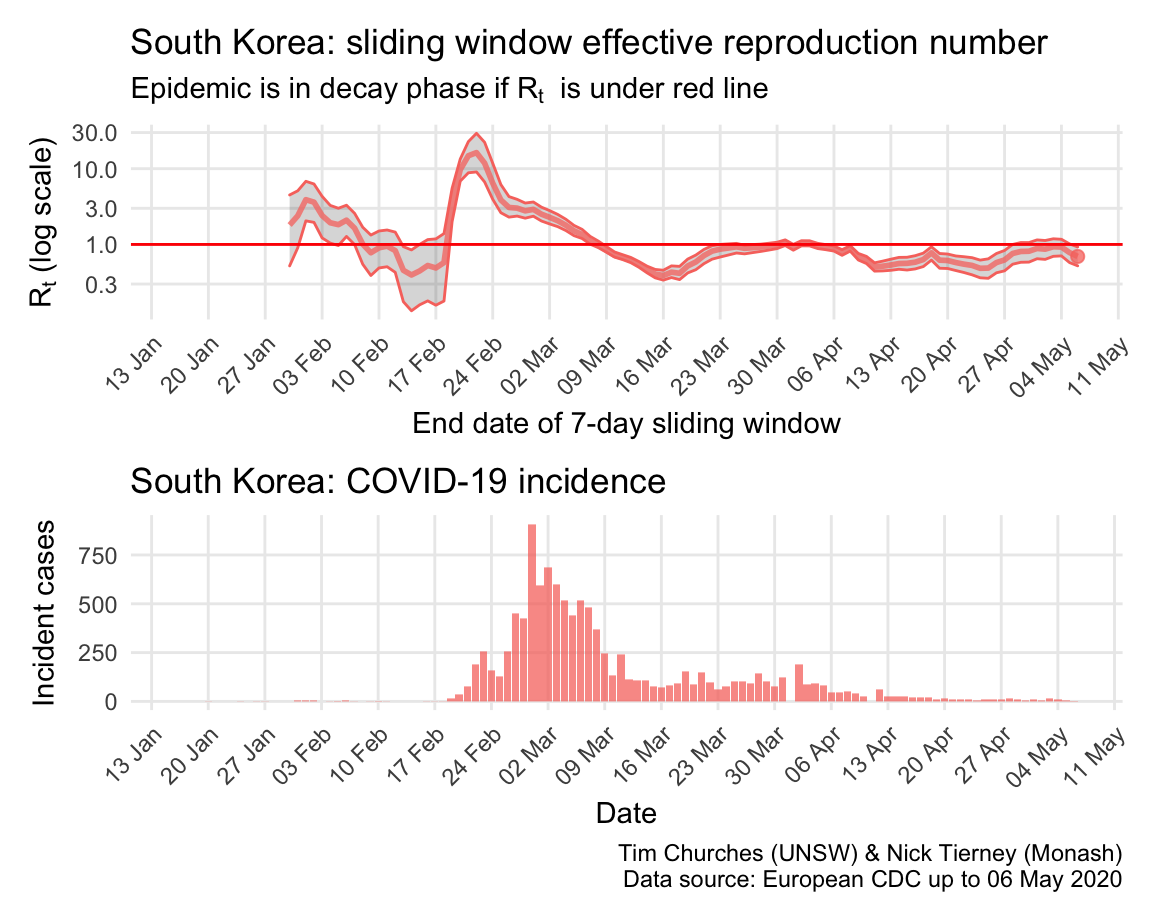 South Korea: sliding window effective reproduction number
Epidemic is in decay phase if Rt is under red line
Rt (log scale)
30.0
10.0
3.0
1.0
0.3
13 Jan
20 Jan
27 Jan
03 Feb
10 Feb
17 Feb
24 Feb
02 Mar
09 Mar
16 Mar
23 Mar
30 Mar
06 Apr
13 Apr
20 Apr
27 Apr
04 May
11 May
End date of 7-day sliding window
South Korea: COVID-19 incidence
Incident cases
750
500
250
0
13 Jan
20 Jan
27 Jan
03 Feb
10 Feb
17 Feb
24 Feb
02 Mar
09 Mar
16 Mar
23 Mar
30 Mar
06 Apr
13 Apr
20 Apr
27 Apr
04 May
11 May
Date
Tim Churches (UNSW) & Nick Tierney (Monash)
Data source: European CDC up to 06 May 2020